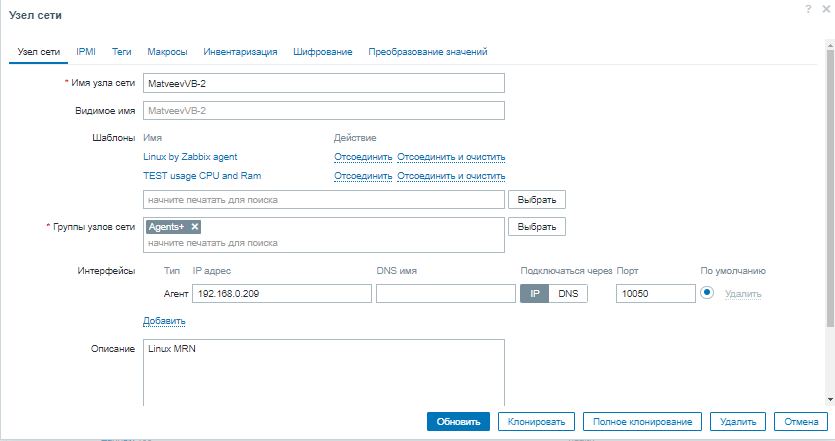 Узел сети
? ×
Узел сети IPMI Теги Макросы Инвентаризация Шифрование Преобразование значений
* Имя узла сети MatveevVB-2
Видимое имя MatveevVB-2
Шаблоны Имя Действие
Linux by Zabbix agent Отсоединить Отсоединить и очистить
TEST usage CPU and Ram Отсоединить Отсоединить и очистить
начните печатать для поиска Выбрать
* Группы узлов сети Agents+ × Выбрать
начните печатать для поиска
Интерфейсы Тип IP адрес DNS имя Подключаться через Порт По умолчанию
Агент 192.168.0.209 IP DNS 10050 Удалить
Добавить
Описание Linux MRN
Обновить Клонировать Полное клонирование Удалить Отмена